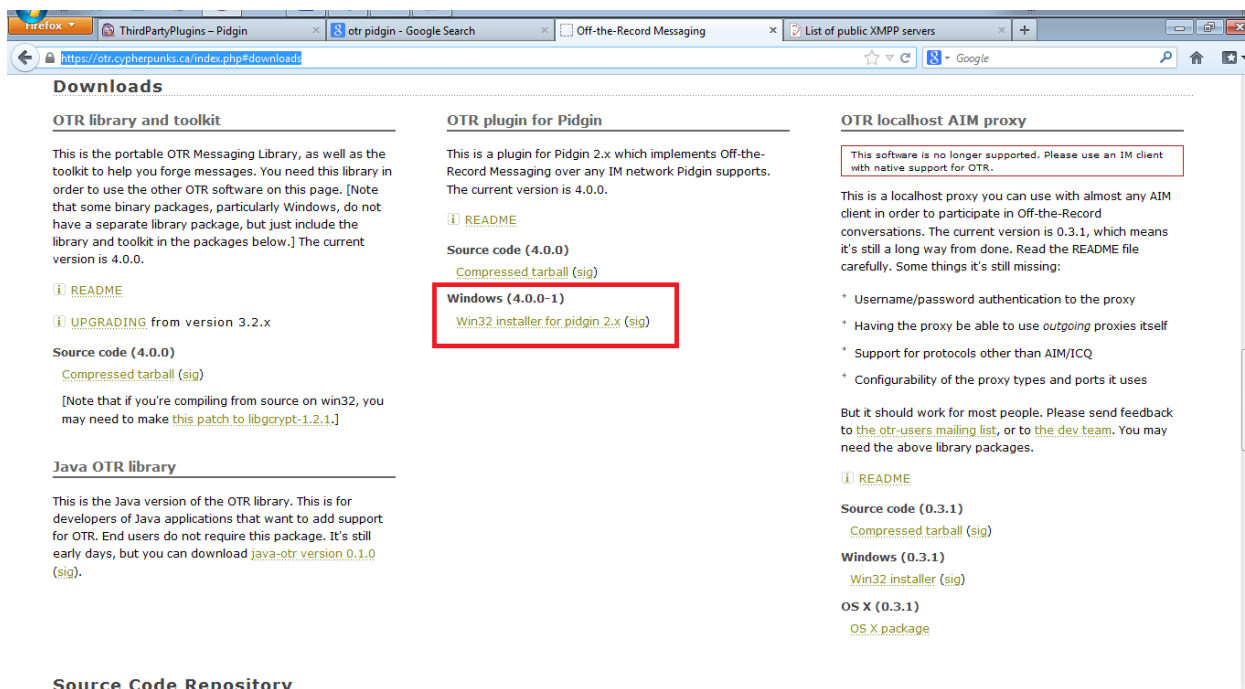 Firefox
ThirdPartyPlugins – Pidgin
otr pidgin - Google Search
Off-the-Record Messaging
List of public XMPP servers
https://otr.cypherpunks.ca/index.php#downloads
Google
Downloads
OTR library and toolkit
This is the portable OTR Messaging Library, as well as the
toolkit to help you forge messages. You need this library in
order to use the other OTR software on this page. [Note
that some binary packages, particularly Windows, do not
have a separate library package, but just include the
library and toolkit in the packages below.] The current
version is 4.0.0.
README
UPGRADING from version 3.2.x
Source code (4.0.0)
Compressed tarball (sig)
[Note that if you're compiling from source on win32, you
may need to make this patch to libgcrypt-1.2.1.]
Java OTR library
This is the Java version of the OTR library. This is for
developers of Java applications that want to add support
for OTR. End users do not require this package. It's still
early days, but you can download java-otr version 0.1.0
(sig).
OTR plugin for Pidgin
This is a plugin for Pidgin 2.x which implements Off-the-
Record Messaging over any IM network Pidgin supports.
The current version is 4.0.0.
README
Source code (4.0.0)
Compressed tarball (sig)
Windows (4.0.0-1)
Win32 installer for pidgin 2.x (sig)
OTR localhost AIM proxy
This software is no longer supported. Please use an IM client
with native support for OTR.
This is a localhost proxy you can use with almost any AIM
client in order to participate in Off-the-Record
conversations. The current version is 0.3.1, which means
it's still a long way from done. Read the README file
carefully. Some things it's still missing:
Username/password authentication to the proxy
Having the proxy be able to use outgoing proxies itself
Support for protocols other than AIM/ICQ
Configurability of the proxy types and ports it uses
But it should work for most people. Please send feedback
to the otr-users mailing list, or to the dev team. You may
need the above library packages.
README
Source code (0.3.1)
Compressed tarball (sig)
Windows (0.3.1)
Win32 installer (sig)
OS X (0.3.1)
OS X package
Source Code Repository